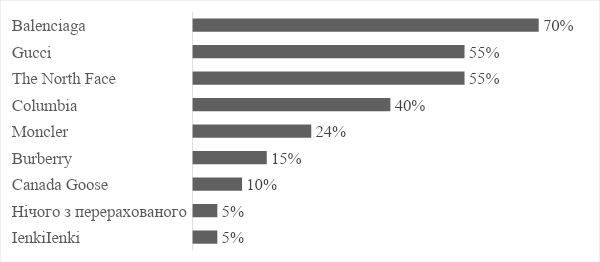 Balenciaga 70%
Gucci 55%
The North Face 55%
Columbia 40%
Moncler 24%
Burberry 15%
Canada Goose 10%
Нічого з перерахованого 5%
IenkiIenki 5%